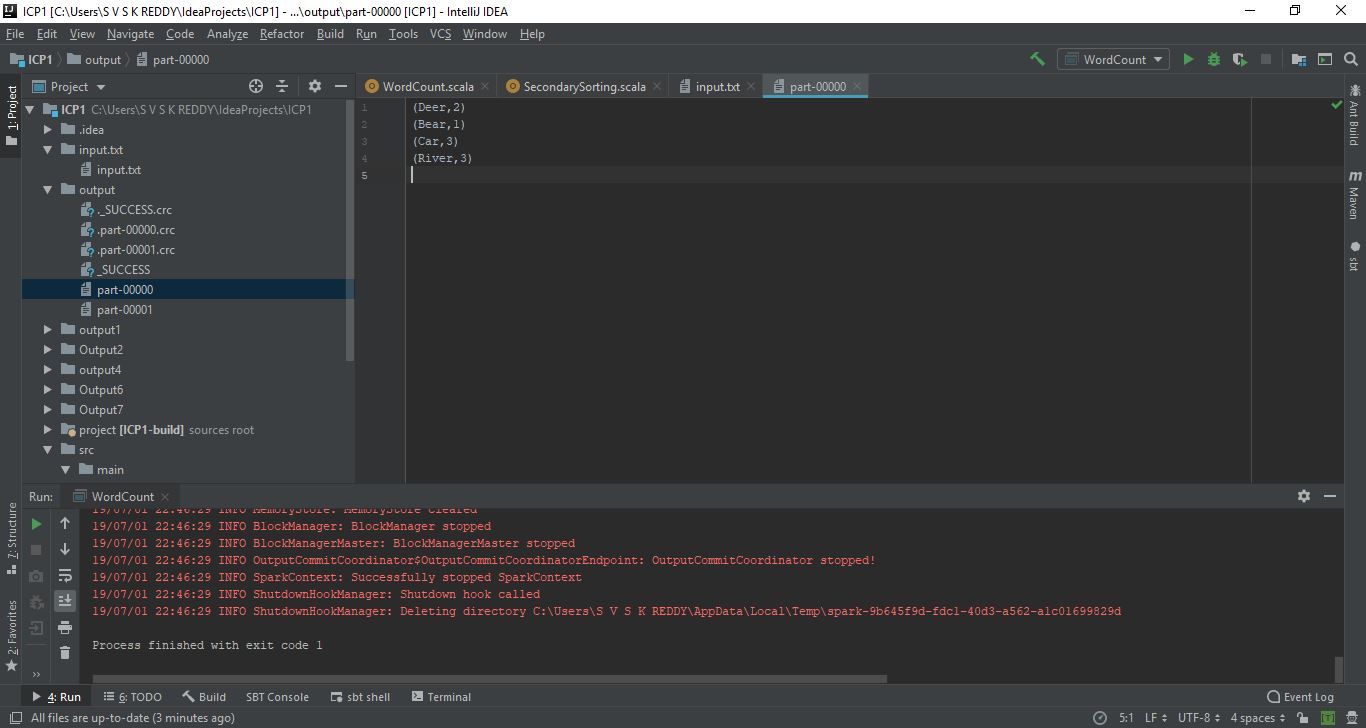 ICP1 [C:\Users\S V S K REDDY\IdeaProjects\ICP1] - ...\output\part-00000 [ICP1] - IntelliJ IDEA
File Edit View Navigate Code Analyze Refactor Build Run Tools VCS Window Help
ICP1 output part-00000 WordCount
1: Project
Project
WordCount.scala SecondarySorting.scala input.txt part-00000
ICP1 C:\Users\S V S K REDDY\IdeaProjects\ICP1
.idea
input.txt
input.txt
output
._SUCCESS.crc
.part-00000.crc
.part-00001.crc
_SUCCESS
part-00000
part-00001
output1
Output2
output4
Output6
Output7
project [ICP1-build] sources root
src
main
1 (Deer,2)
2 (Bear,1)
3 (Car,3)
4 (River,3)
5
Ant Build
Maven
sbt
7: Structure
2: Favorites
Run: WordCount
19/07/01 22:46:29 INFO MemoryStore: MemoryStore cleared
19/07/01 22:46:29 INFO BlockManager: BlockManager stopped
19/07/01 22:46:29 INFO BlockManagerMaster: BlockManagerMaster stopped
19/07/01 22:46:29 INFO OutputCommitCoordinator$OutputCommitCoordinatorEndpoint: OutputCommitCoordinator stopped!
19/07/01 22:46:29 INFO SparkContext: Successfully stopped SparkContext
19/07/01 22:46:29 INFO ShutdownHookManager: Shutdown hook called
19/07/01 22:46:29 INFO ShutdownHookManager: Deleting directory C:\Users\S V S K REDDY\AppData\Local\Temp\spark-9b645f9d-fdc1-40d3-a562-a1c01699829d
Process finished with exit code 1
4: Run 6: TODO Build SBT Console sbt shell Terminal Event Log
All files are up-to-date (3 minutes ago) 5:1 LF UTF-8 4 spaces